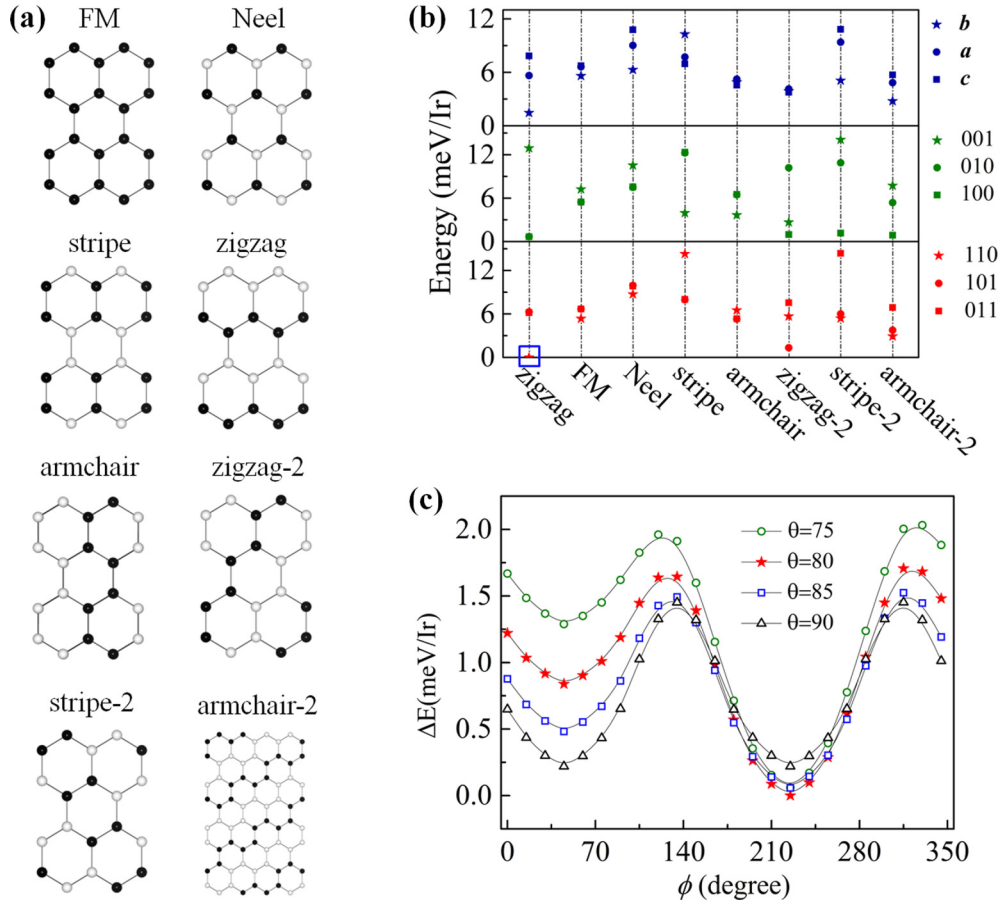 (a)
FM Neel
stripe zigzag
armchair zigzag-2
stripe-2 armchair-2
(b)
Energy (meV/Ir)
12
6
0
12
6
0
12
6
0
b
a
c
001
010
100
110
101
011
zigzag FM Neel stripe armchair zigzag-2 stripe-2 armchair-2
(c)
ΔE(meV/Ir)
2.0
1.5
1.0
0.5
0.0
θ=75
θ=80
θ=85
θ=90
0 70 140 210 280 350
ϕ (degree)